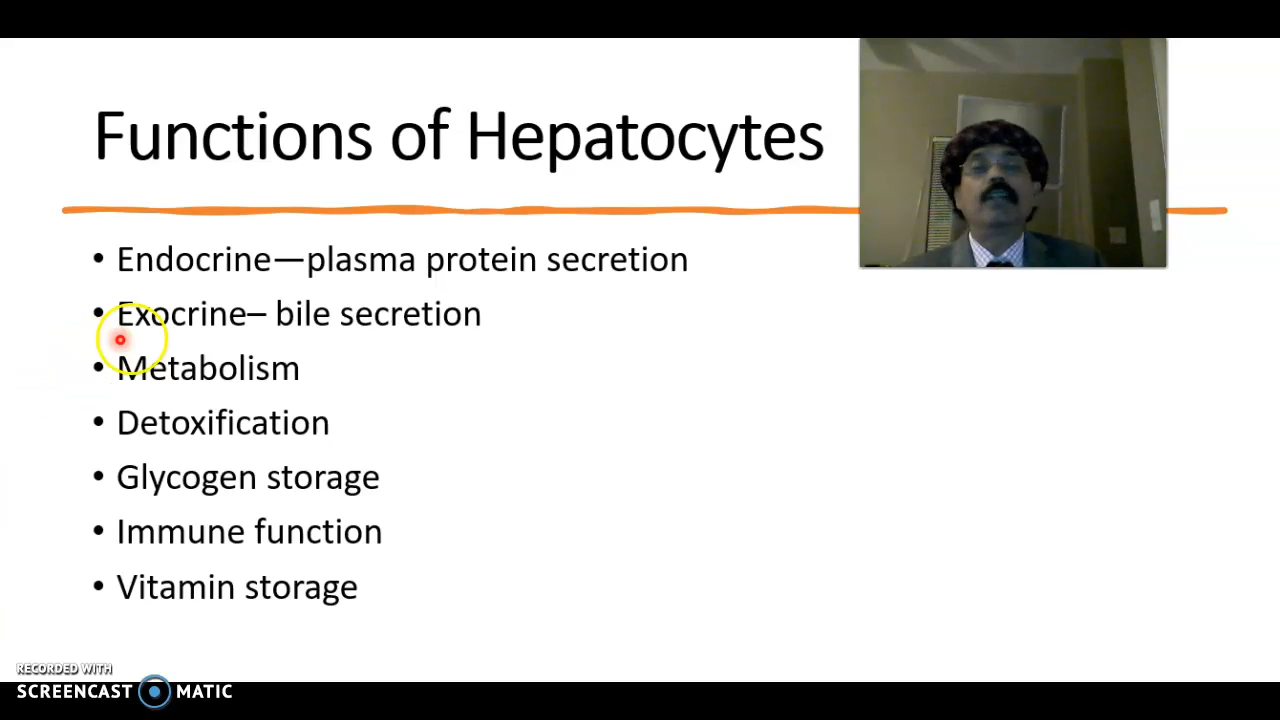 Functions of Hepatocytes
• Endocrine—plasma protein secretion
• Exocrine– bile secretion
• Metabolism
• Detoxification
• Glycogen storage
• Immune function
• Vitamin storage
RECORDED WITH
SCREENCAST MATIC